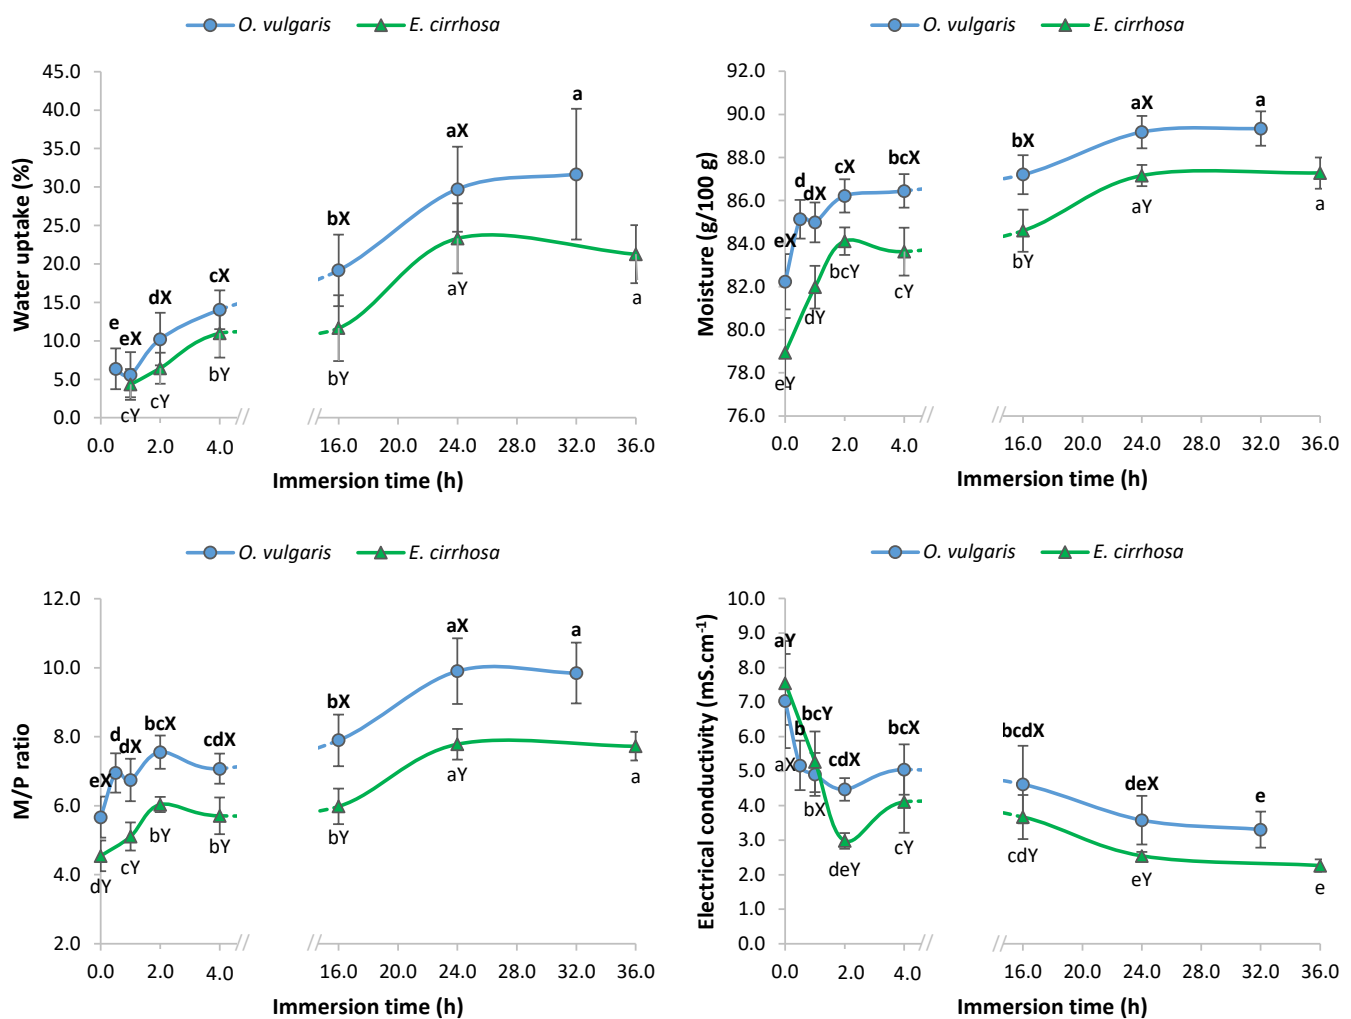 O. vulgaris E. cirrhosa
Water uptake (%)
45.0
40.0
35.0
30.0
25.0
20.0
15.0
10.0
5.0
0.0
e eX dX cX bX aX a
cY cY bY bY aY a
0.0 2.0 4.0 // // 16.0 20.0 24.0 28.0 32.0 36.0
Immersion time (h)
O. vulgaris E. cirrhosa
Moisture (g/100 g)
92.0
90.0
88.0
86.0
84.0
82.0
80.0
78.0
76.0
eX d dX cX bcX bX aX a
eY dY bcY cY bY aY a
0.0 2.0 4.0 // // 16.0 20.0 24.0 28.0 32.0 36.0
Immersion time (h)
O. vulgaris E. cirrhosa
M/P ratio
12.0
10.0
8.0
6.0
4.0
2.0
eX d dX bcX cdX bX aX a
dY cY bY bY bY aY a
0.0 2.0 4.0 // // 16.0 20.0 24.0 28.0 32.0 36.0
Immersion time (h)
O. vulgaris E. cirrhosa
Electrical conductivity (mS.cm-1)
10.0
9.0
8.0
7.0
6.0
5.0
4.0
3.0
2.0
1.0
0.0
aY b bcY cdX bcX bcdX deX e
aX bX deY cY cdY eY e
0.0 2.0 4.0 // // 16.0 20.0 24.0 28.0 32.0 36.0
Immersion time (h)